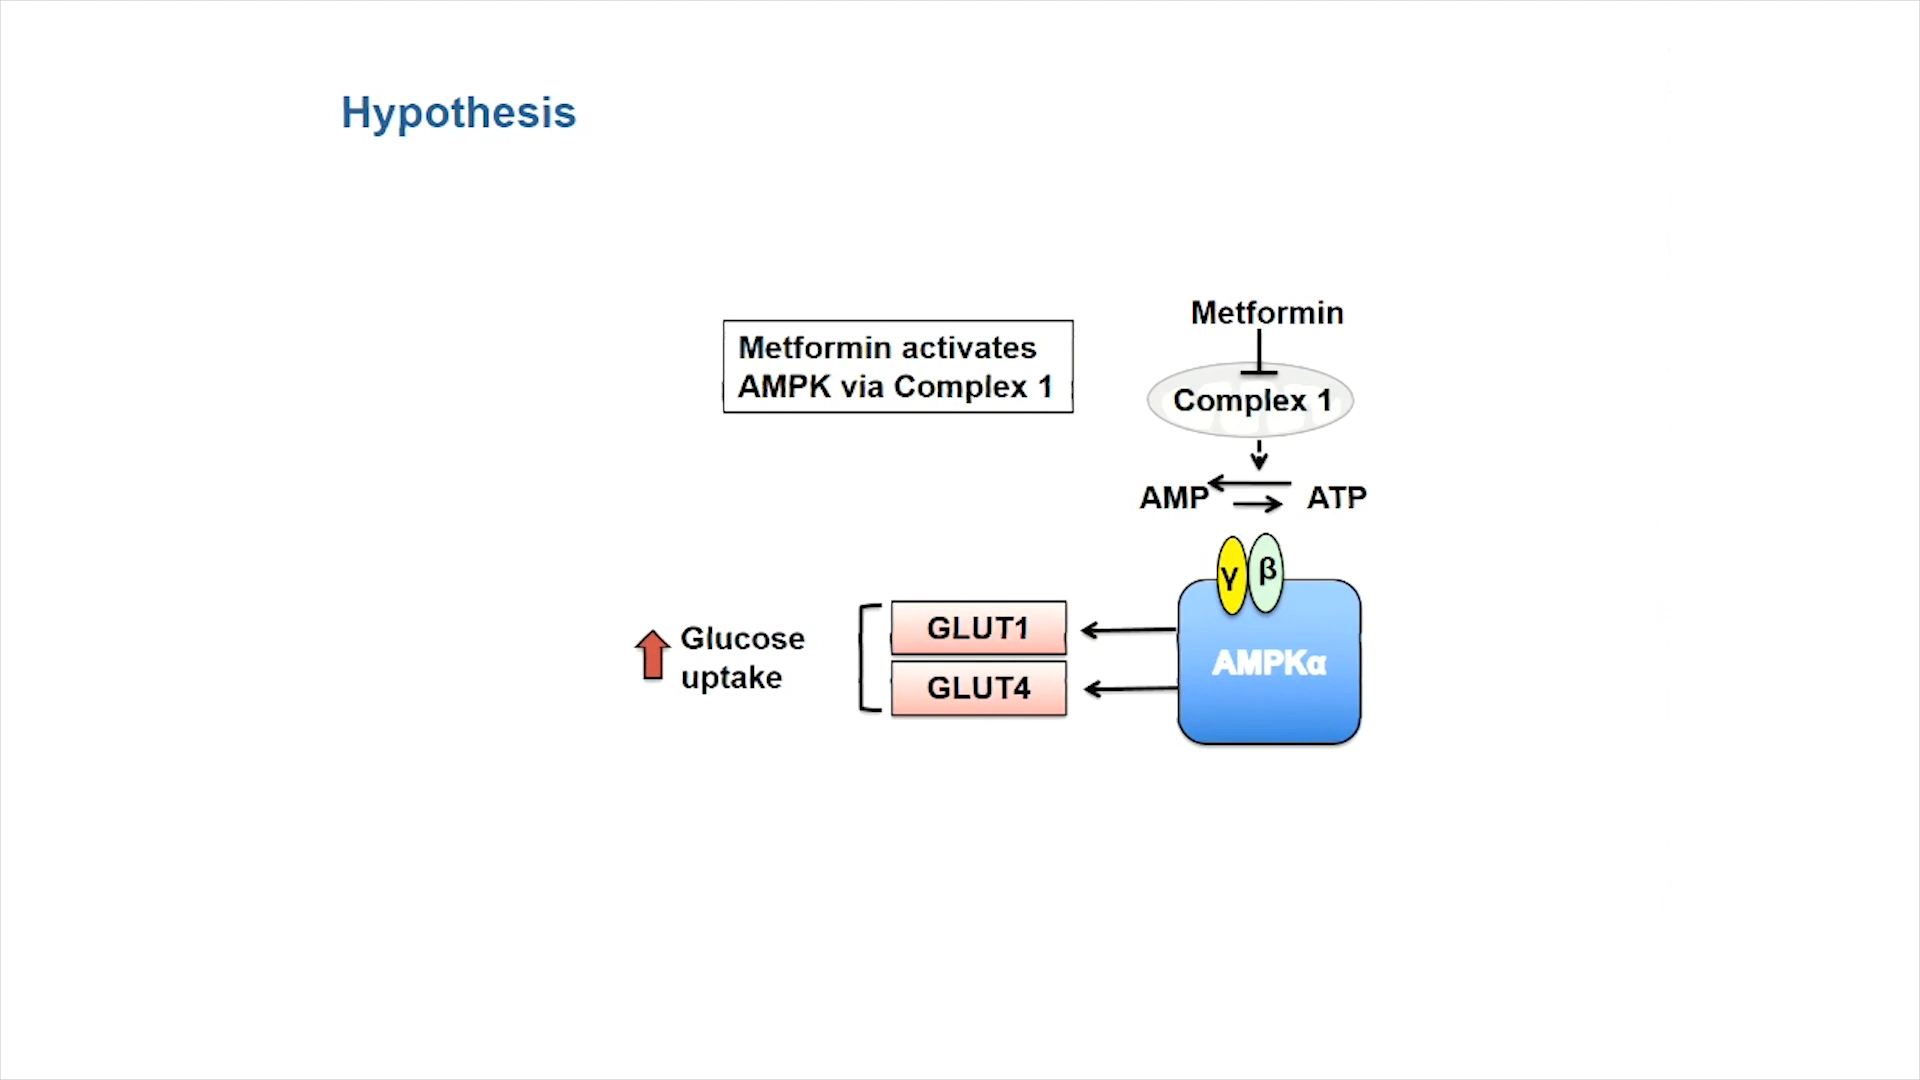 Hypothesis
Metformin activates
AMPK via Complex 1
Metformin
Complex 1
AMP
ATP
γ
β
AMPKα
GLUT1
GLUT4
Glucose
uptake